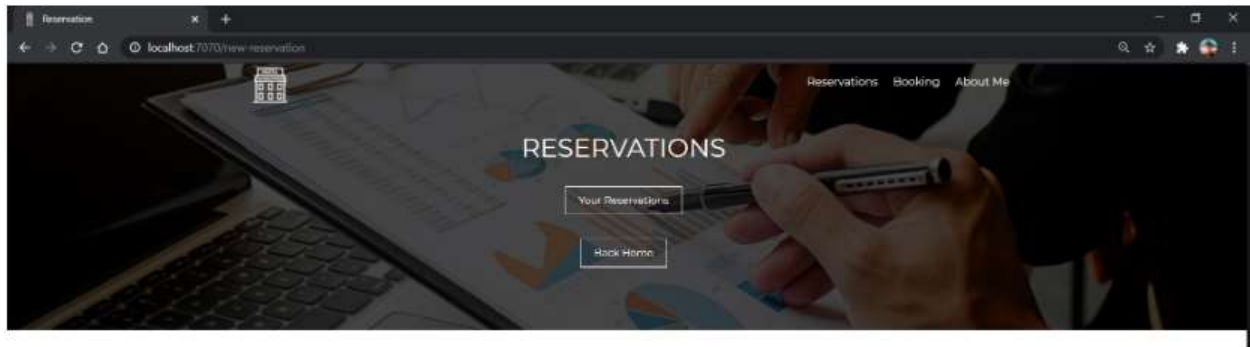 Reservation
localhost:7070/new-reservation
Reservations Booking About Me
RESERVATIONS
Your Reservations
Back Home